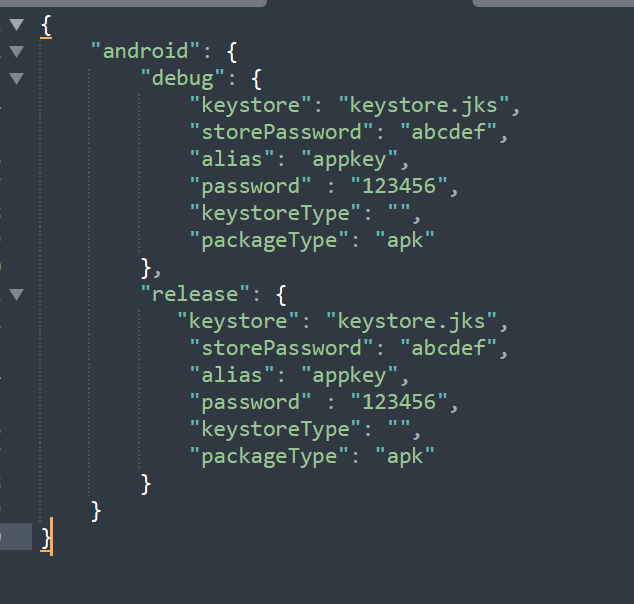 {
    "android": {
        "debug": {
            "keystore": "keystore.jks",
            "storePassword": "abcdef",
            "alias": "appkey",
            "password" : "123456",
            "keystoreType": "",
            "packageType": "apk"
        },
        "release": {
           "keystore": "keystore.jks",
            "storePassword": "abcdef",
            "alias": "appkey",
            "password" : "123456",
            "keystoreType": "",
            "packageType": "apk"
        }
    }
}